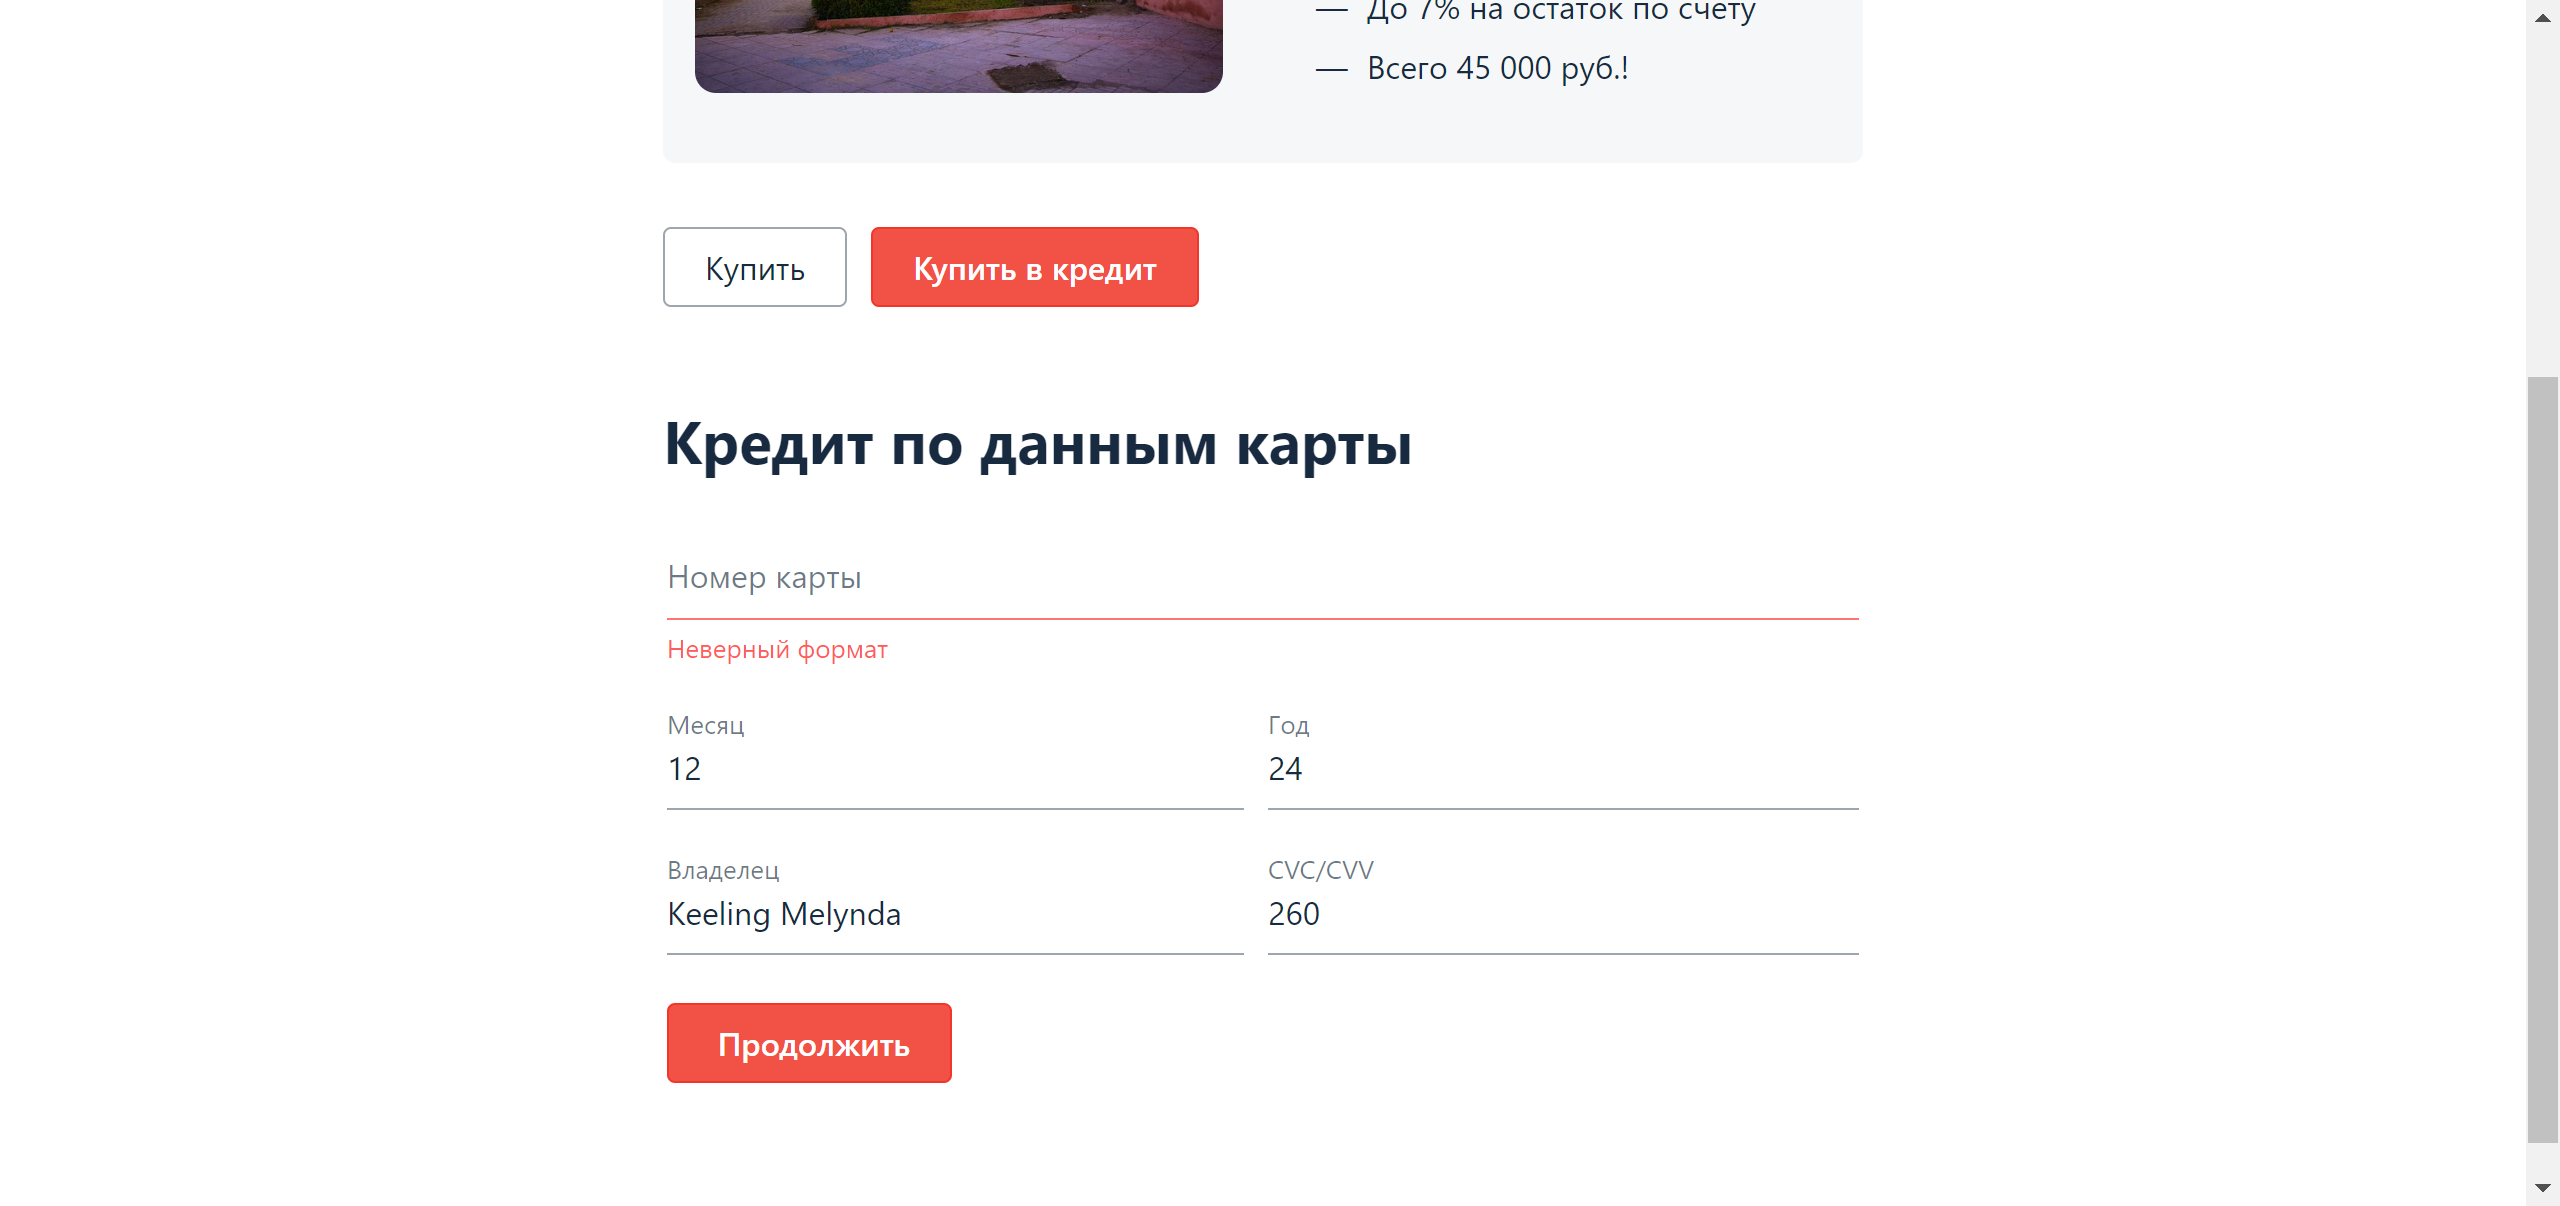 — До 7% на остаток по счёту
— Всего 45 000 руб.!
Купить
Купить в кредит
Кредит по данным карты
Номер карты
Неверный формат
Месяц
Год
12
24
Владелец
CVC/CVV
Keeling Melynda
260
Продолжить